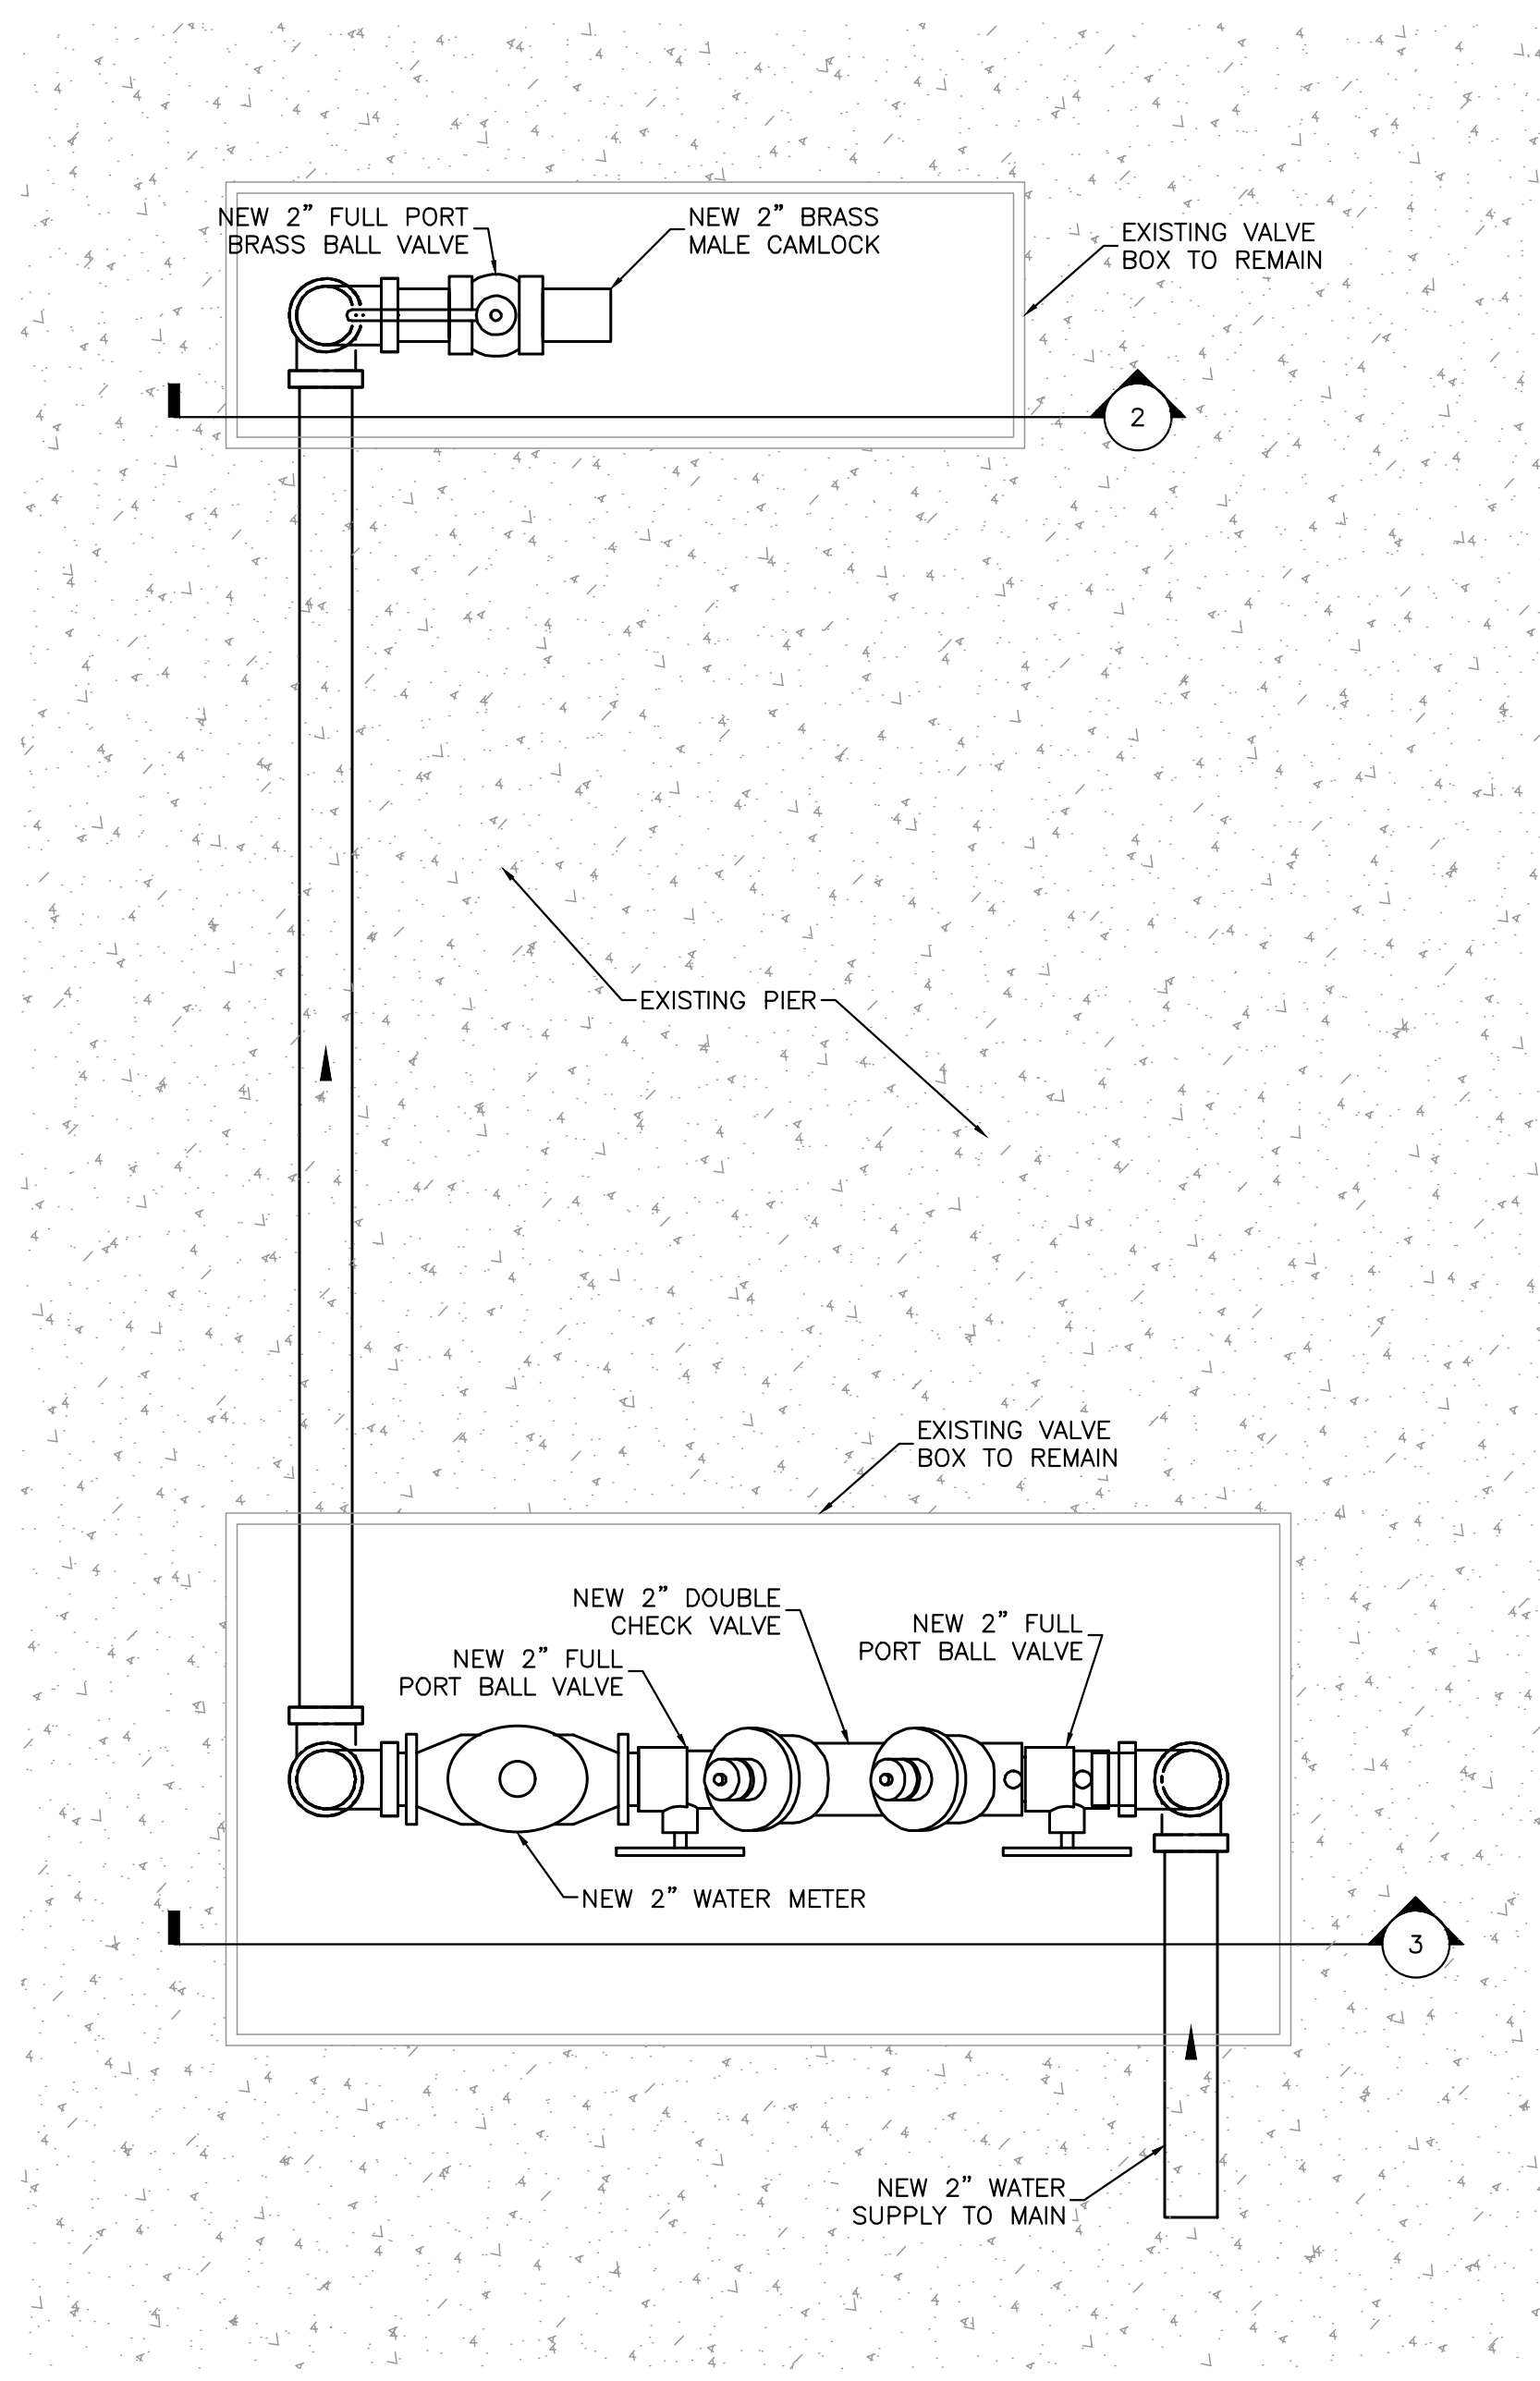 NEW 2” FULL PORT
BRASS BALL VALVE
NEW 2” BRASS
MALE CAMLOCK
EXISTING VALVE
BOX TO REMAIN
2
EXISTING PIER
EXISTING VALVE
BOX TO REMAIN
NEW 2” DOUBLE
CHECK VALVE
NEW 2” FULL
PORT BALL VALVE
NEW 2” FULL
PORT BALL VALVE
NEW 2” WATER METER
3
NEW 2” WATER
SUPPLY TO MAIN